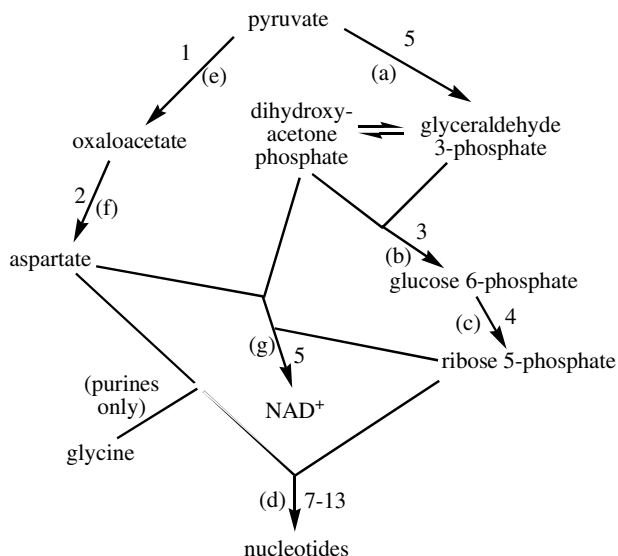 pyruvate
1
5
(e)
(a)
dihydroxy-
acetone
phosphate
glyceraldehyde
3-phosphate
oxaloacetate
2
(f)
3
(b)
aspartate
glucose 6-phosphate
(c)
4
(g)
5
ribose 5-phosphate
(purines
only)
NAD+
glycine
(d)
7-13
nucleotides